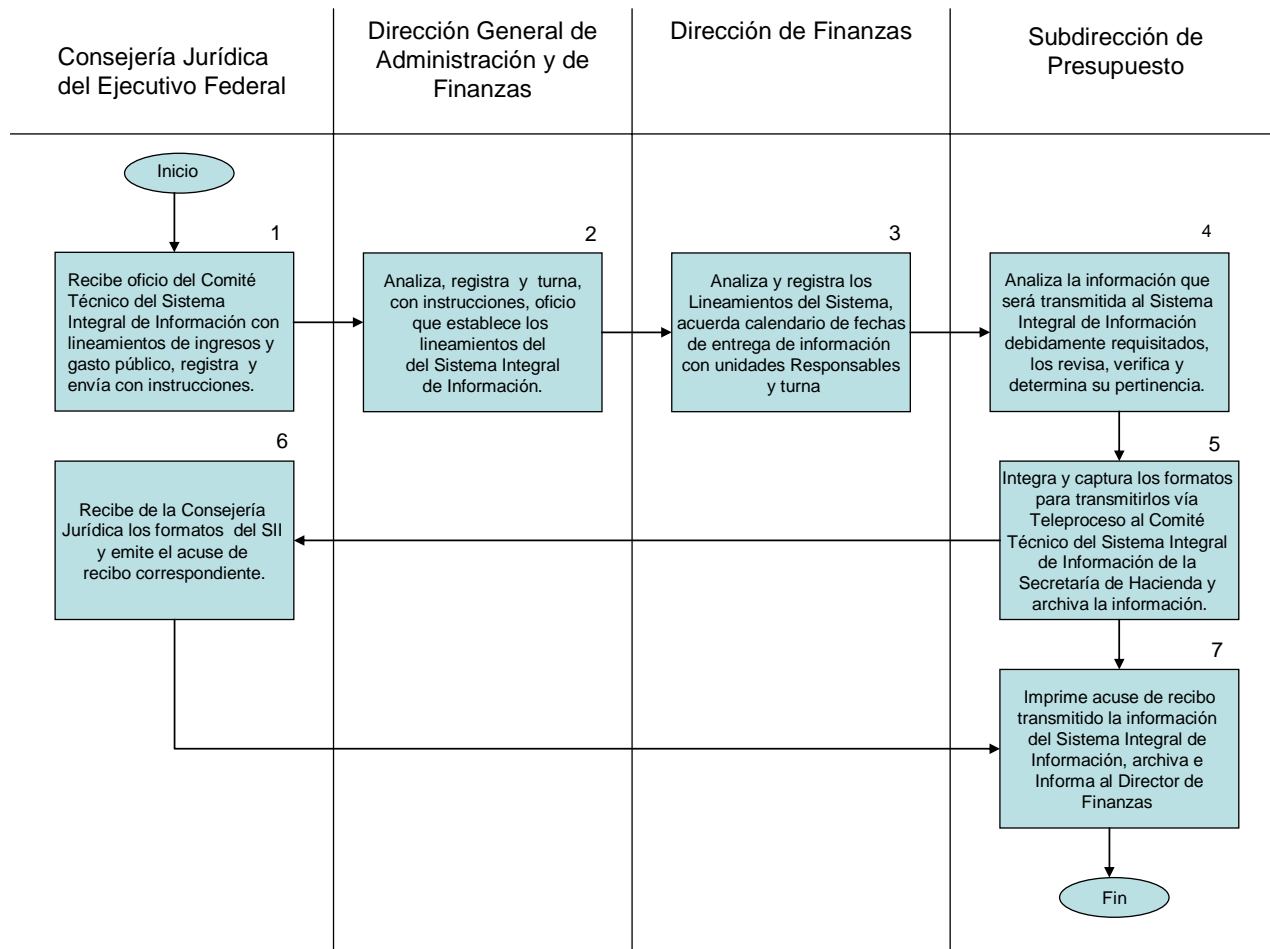 Consejería Jurídica
del Ejecutivo Federal
Dirección General de
Administración y de
Finanzas
Dirección de Finanzas
Subdirección de
Presupuesto
Inicio
1
Recibe oficio del Comité
Técnico del Sistema
Integral de Información con
lineamientos de ingresos y
gasto público, registra y
envía con instrucciones.
2
Analiza, registra y turna,
con instrucciones, oficio
que establece los
lineamientos del
del Sistema Integral
de Información.
3
Analiza y registra los
Lineamientos del Sistema,
acuerda calendario de fechas
de entrega de información
con unidades Responsables
y turna
4
Analiza la información que
será transmitida al Sistema
Integral de Información
debidamente requisitados,
los revisa, verifica y
determina su pertinencia.
5
Integra y captura los formatos
para transmitirlos vía
Teleproceso al Comité
Técnico del Sistema Integral
de Información de la
Secretaría de Hacienda y
archiva la información.
6
Recibe de la Consejería
Jurídica los formatos del SII
y emite el acuse de
recibo correspondiente.
7
Imprime acuse de recibo
transmitido la información
del Sistema Integral de
Información, archiva e
Informa al Director de
Finanzas
Fin